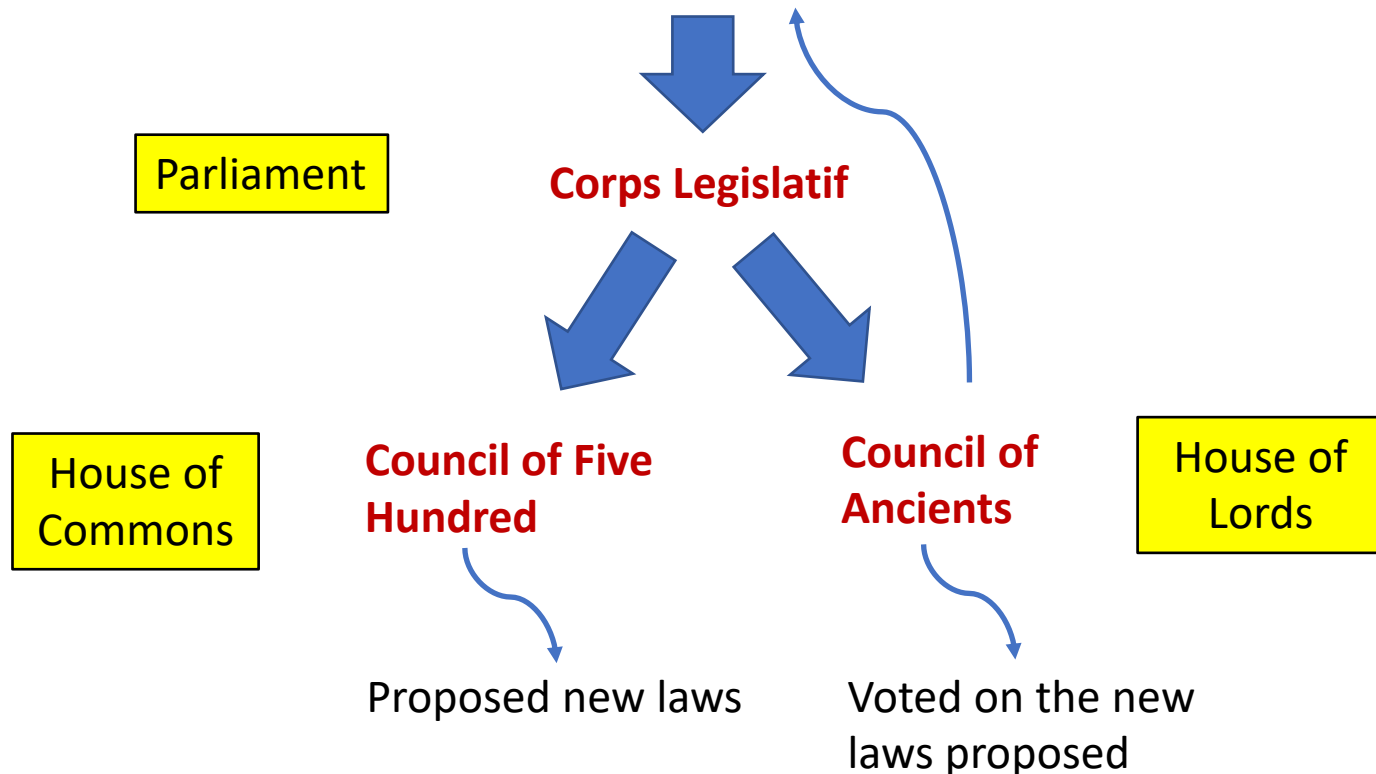 Parliament
Corps Legislatif
House of
Commons
Council of Five
Hundred
Council of
Ancients
House of
Lords
Proposed new laws
Voted on the new
laws proposed